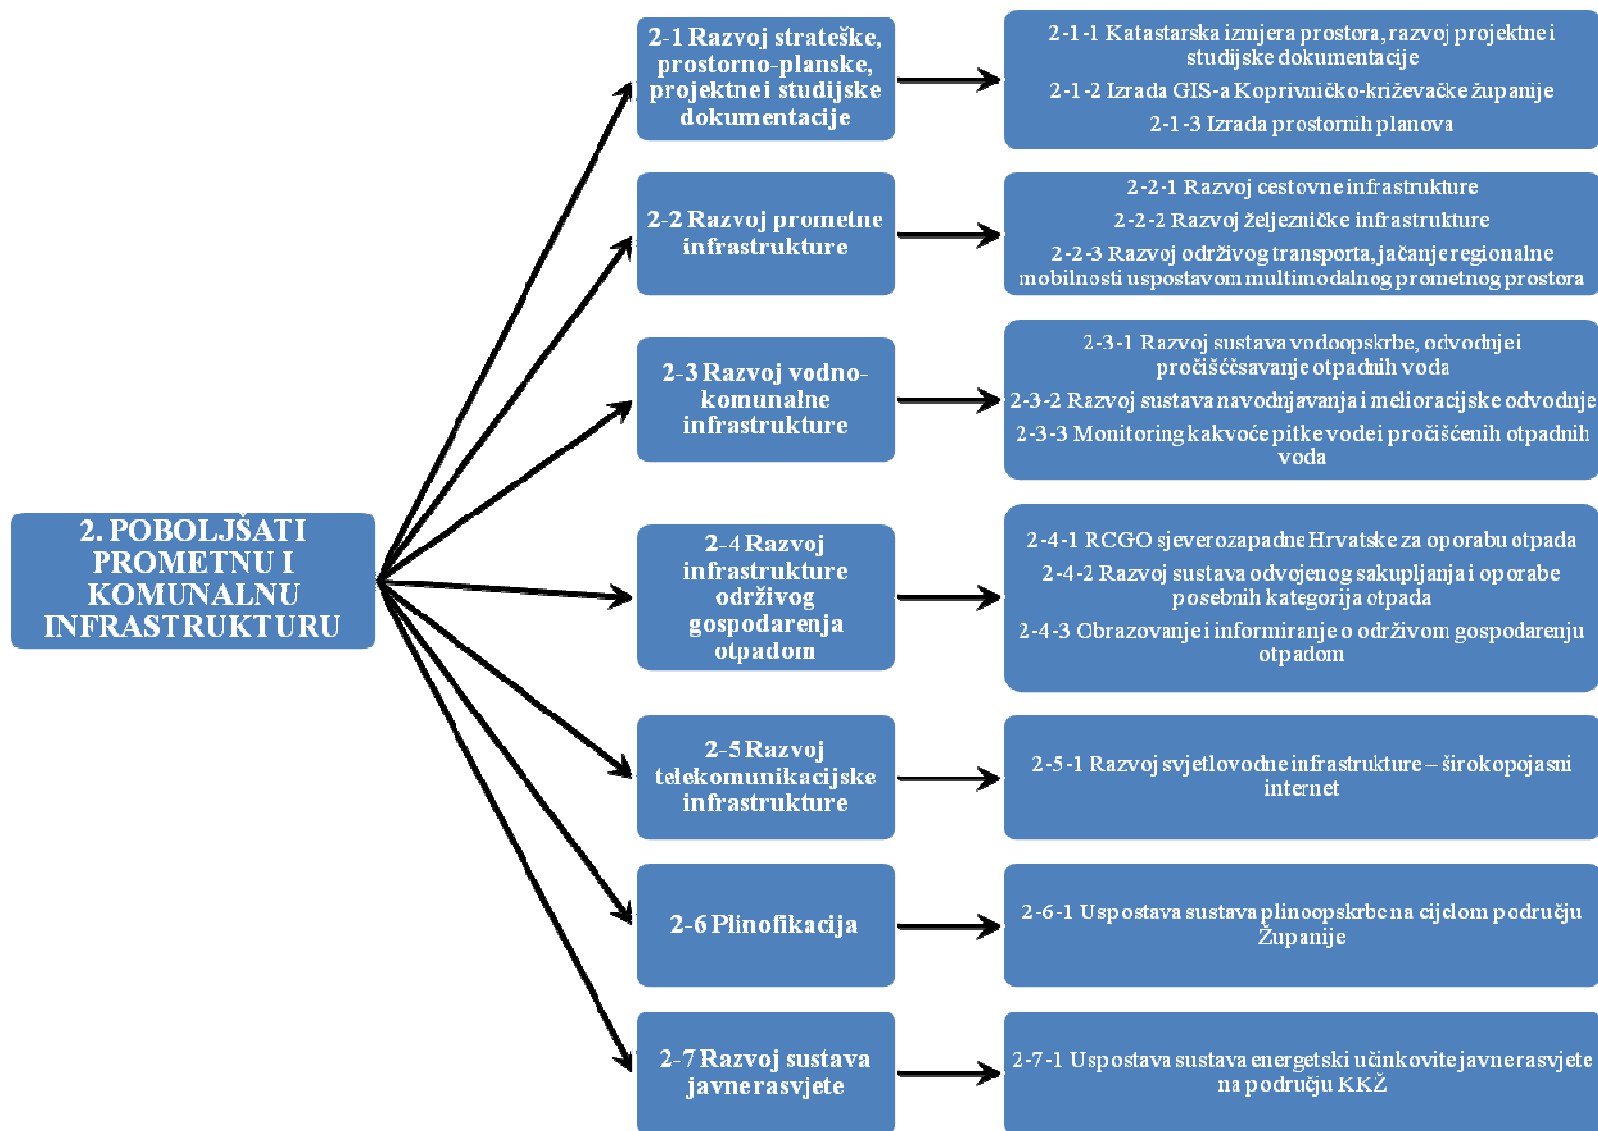 2. POBOLJŠATI
PROMETNU I
KOMUNALNU
INFRASTRUKTURU
2-1 Razvoj strateške,
prostorno-planske,
projektne i studijske
dokumentacije
2-1-1 Katastarska izmjera prostora, razvoj projektne i
studijske dokumentacije
2-1-2 Izrada GIS-a Koprivničko-križevačke županije
2-1-3 Izrada prostornih planova
2-2 Razvoj prometne
infrastrukture
2-2-1 Razvoj cestovne infrastrukture
2-2-2 Razvoj željezničke infrastrukture
2-2-3 Razvoj održivog transporta, jačanje regionalne
mobilnosti uspostavom multimodalnog prometnog prostora
2-3 Razvoj vodno-
komunalne
infrastrukture
2-3-1 Razvoj sustava vodoopskrbe, odvodnje i
pročišććsavanje otpadnih voda
2-3-2 Razvoj sustava navodnjavanja i melioracijske odvodnje
2-3-3 Monitoring kakvoće pitke vode i pročišćenih otpadnih
voda
2-4 Razvoj
infrastrukture
održivog
gospodarenja
otpadom
2-4-1 RCGO sjeverozapadne Hrvatske za oporabu otpada
2-4-2 Razvoj sustava odvojenog sakupljanja i oporabe
posebnih kategorija otpada
2-4-3 Obrazovanje i informiranje o održivom gospodarenju
otpadom
2-5 Razvoj
telekomunikacijske
infrastrukture
2-5-1 Razvoj svjetlovodne infrastrukture – širokopojasni
internet
2-6 Plinofikacija
2-6-1 Uspostava sustava plinoopskrbe na cijelom području
Županije
2-7 Razvoj sustava
javne rasvjete
2-7-1 Uspostava sustava energetski učinkovite javne rasvjete
na području KKŽ